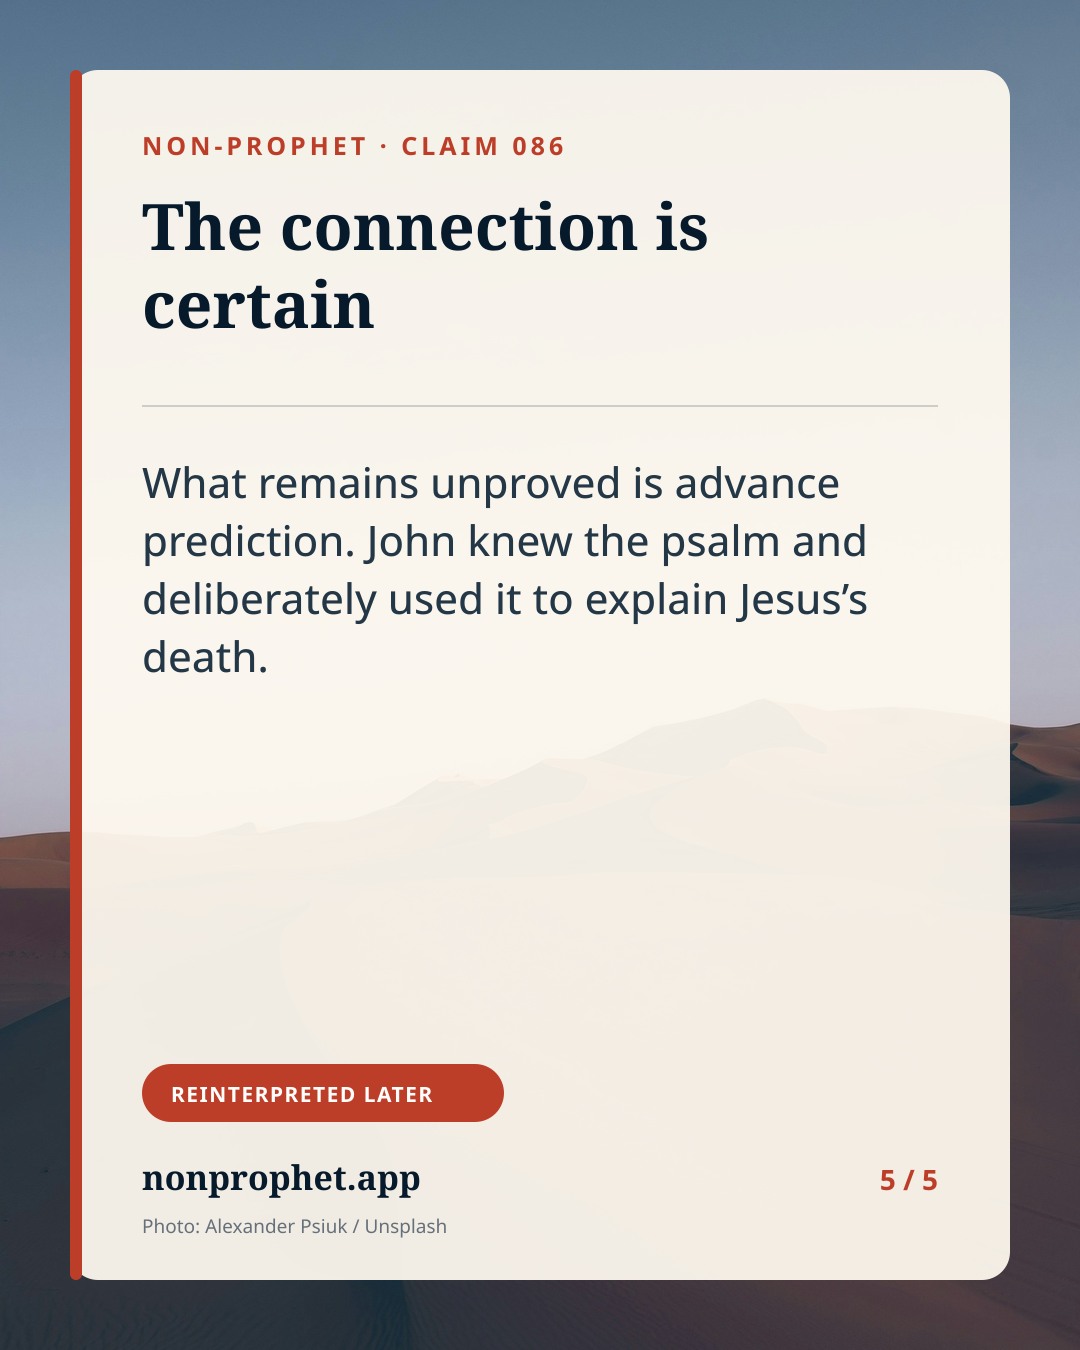 NON-PROPHET · CLAIM 086
The connection is
certain
What remains unproved is advance
prediction. John knew the psalm and
deliberately used it to explain Jesus’s
death.
REINTERPRETED LATER
nonprophet.app
5 / 5
Photo: Alexander Psiuk / Unsplash